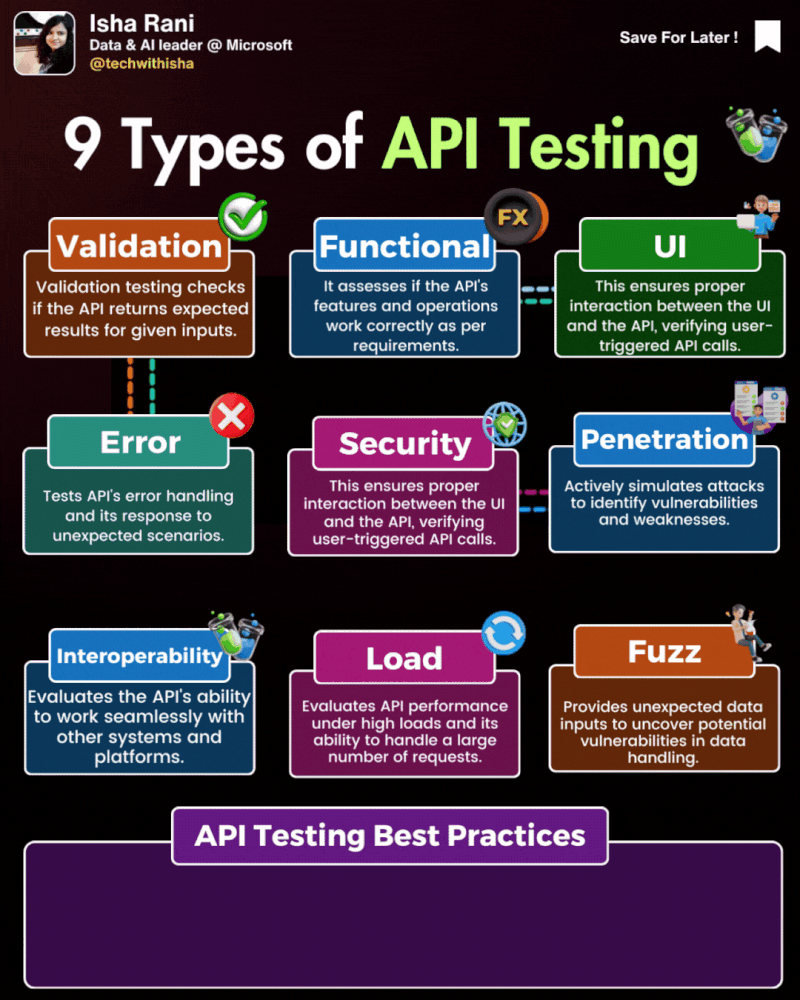 Isha Rani
Data & AI leader @ Microsoft
@techwithisha
Save For Later !
9 Types of API Testing
Validation
Validation testing checks
if the API returns expected
results for given inputs.
FX
Functional
It assesses if the API's
features and operations
work correctly as per
requirements.
UI
This ensures proper
interaction between the UI
and the API, verifying user-
triggered API calls.
Error
Tests API's error handling
and its response to
unexpected scenarios.
Security
This ensures proper
interaction between the UI
and the API, verifying
user-triggered API calls.
Penetration
Actively simulates attacks
to identify vulnerabilities
and weaknesses.
Interoperability
Evaluates the API's ability
to work seamlessly with
other systems and
platforms.
Load
Evaluates API performance
under high loads and its
ability to handle a large
number of requests.
Fuzz
Provides unexpected data
inputs to uncover potential
vulnerabilities in data
handling.
API Testing Best Practices